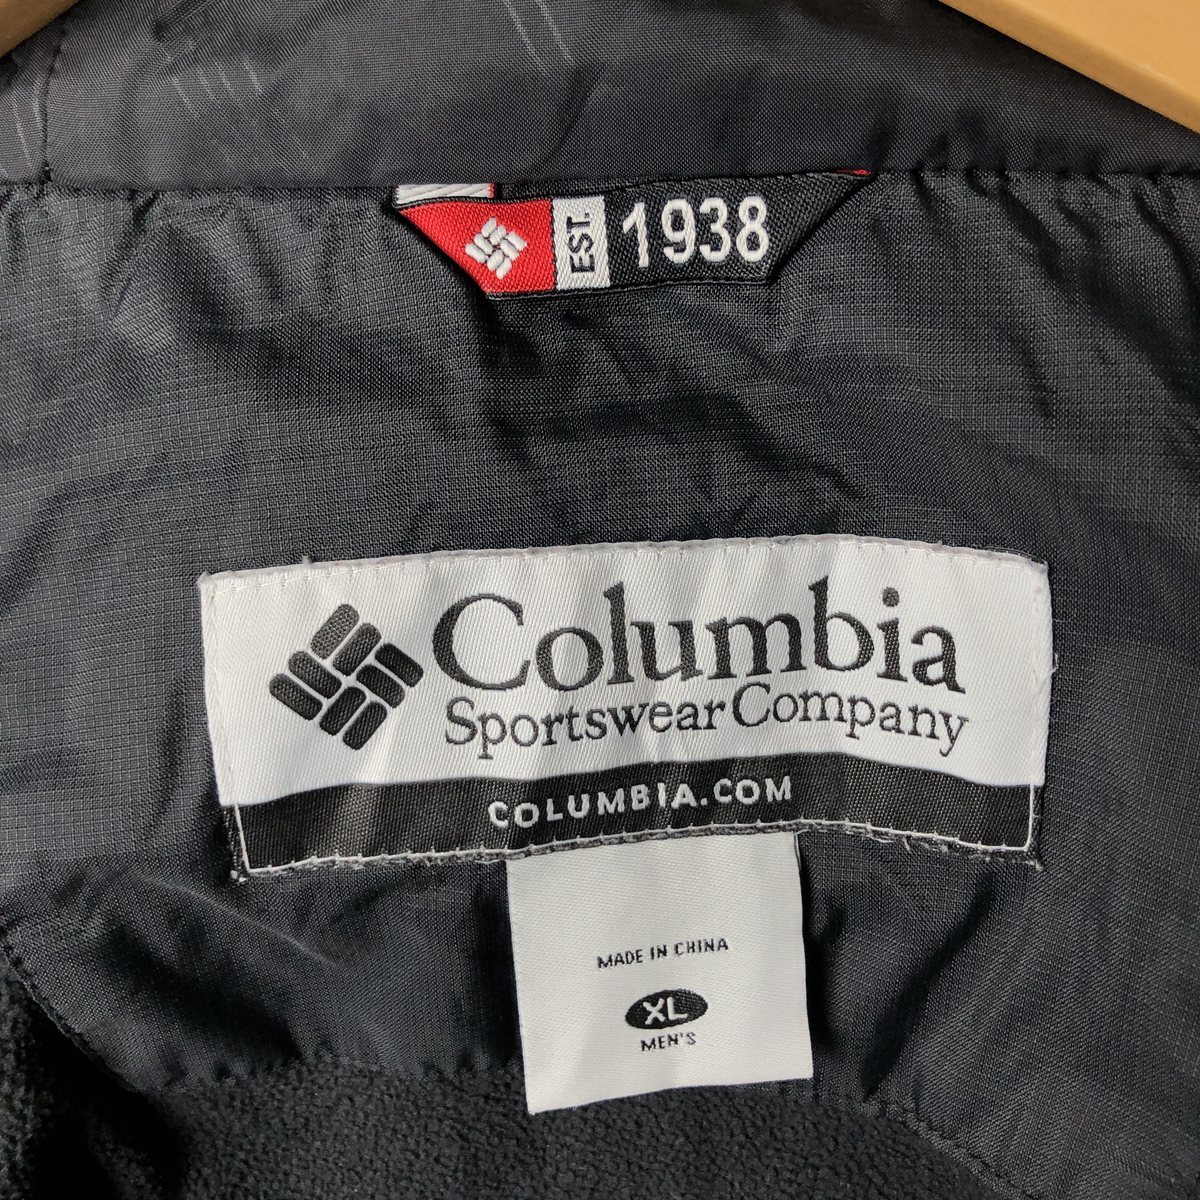 EST. 1938
Columbia
Sportswear Company
COLUMBIA.COM
MADE IN CHINA
XL
MEN'S